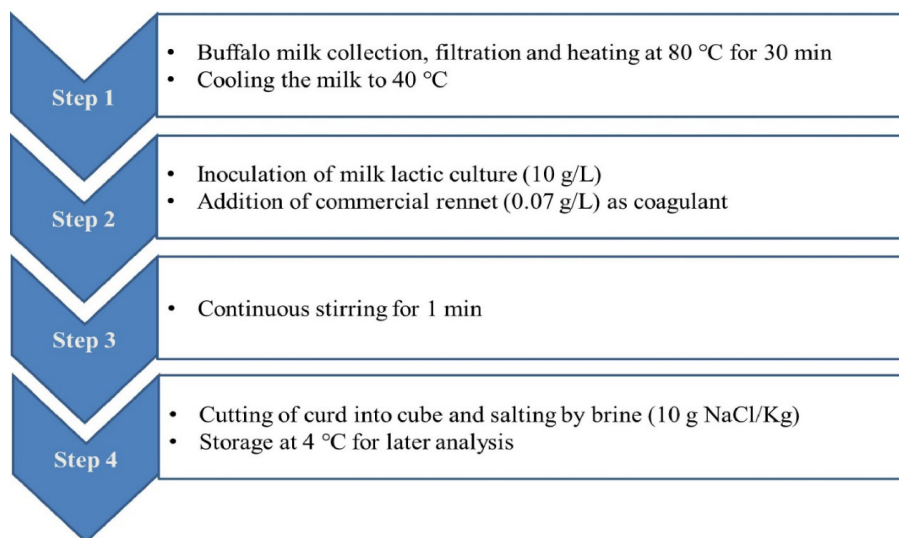 Step 1
• Buffalo milk collection, filtration and heating at 80 °C for 30 min
• Cooling the milk to 40 °C
Step 2
• Inoculation of milk lactic culture (10 g/L)
• Addition of commercial rennet (0.07 g/L) as coagulant
Step 3
• Continuous stirring for 1 min
Step 4
• Cutting of curd into cube and salting by brine (10 g NaCl/Kg)
• Storage at 4 °C for later analysis